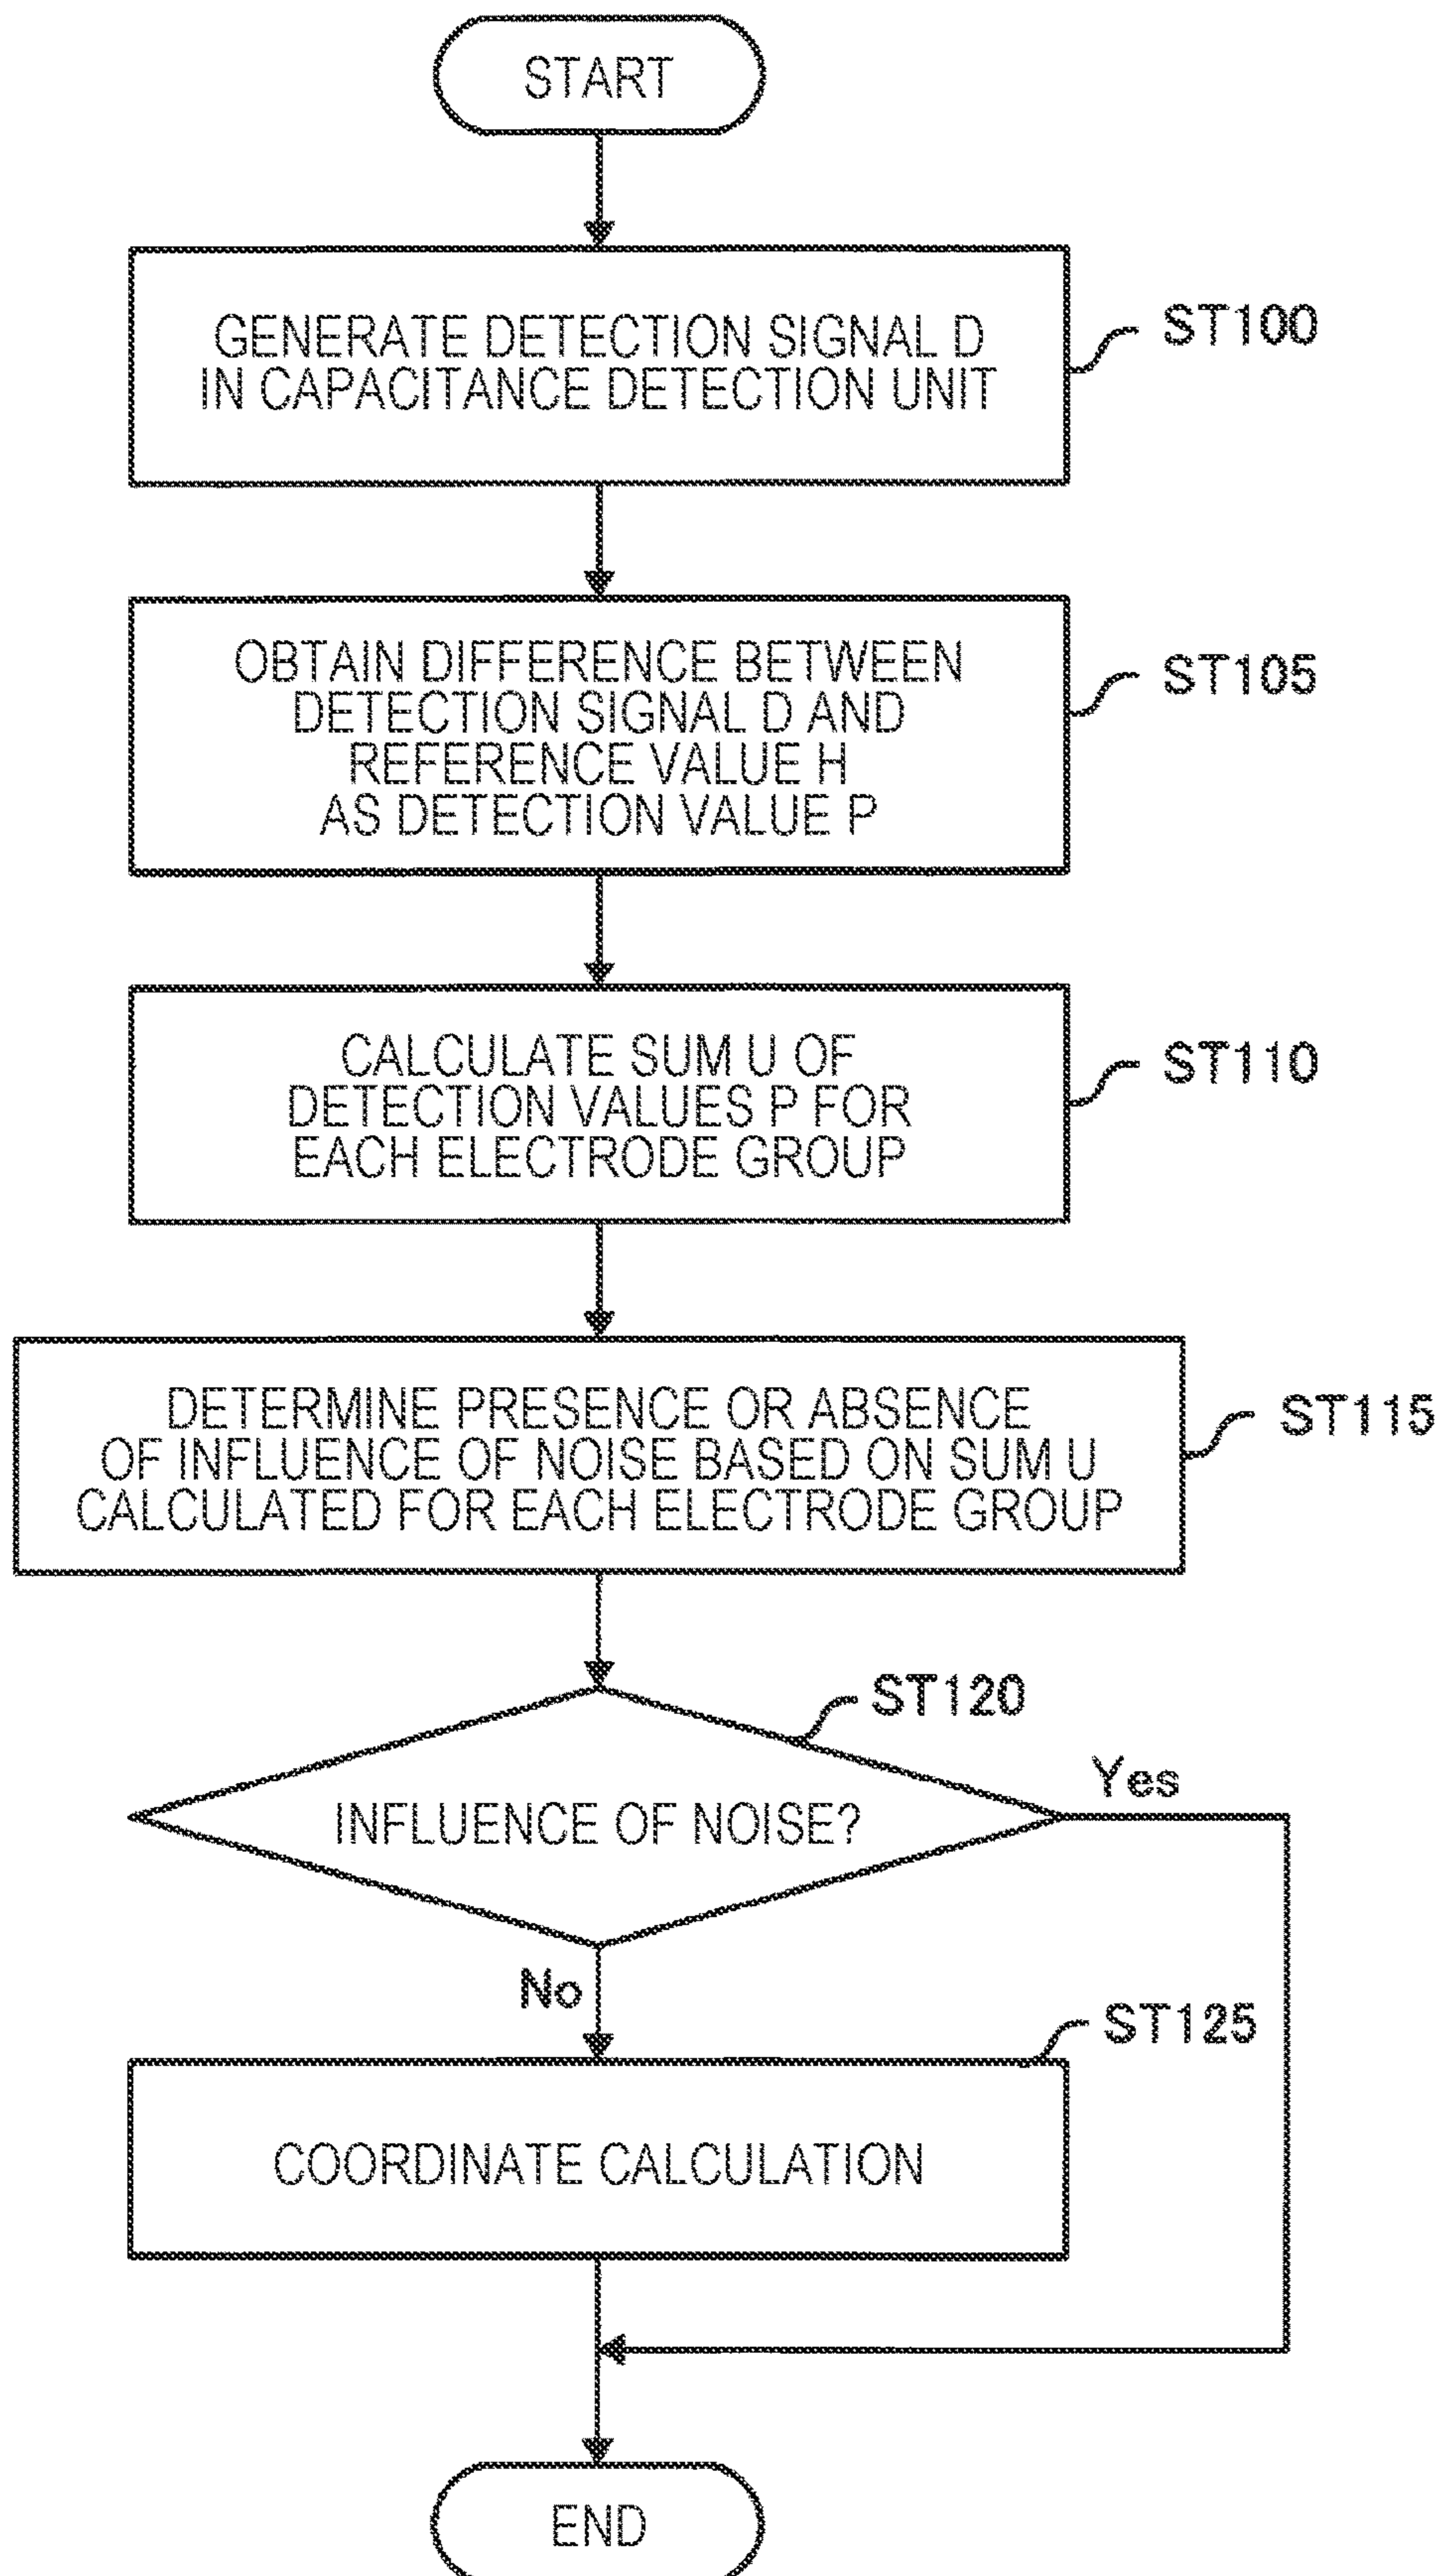 START
GENERATE DETECTION SIGNAL D
IN CAPACITANCE DETECTION UNIT
ST100
OBTAIN DIFFERENCE BETWEEN
DETECTION SIGNAL D AND
REFERENCE VALUE H
AS DETECTION VALUE P
ST105
CALCULATE SUM U OF
DETECTION VALUES P FOR
EACH ELECTRODE GROUP
ST110
DETERMINE PRESENCE OR ABSENCE
OF INFLUENCE OF NOISE BASED ON SUM U
CALCULATED FOR EACH ELECTRODE GROUP
ST115
ST120
INFLUENCE OF NOISE?
Yes
No
ST125
COORDINATE CALCULATION
END